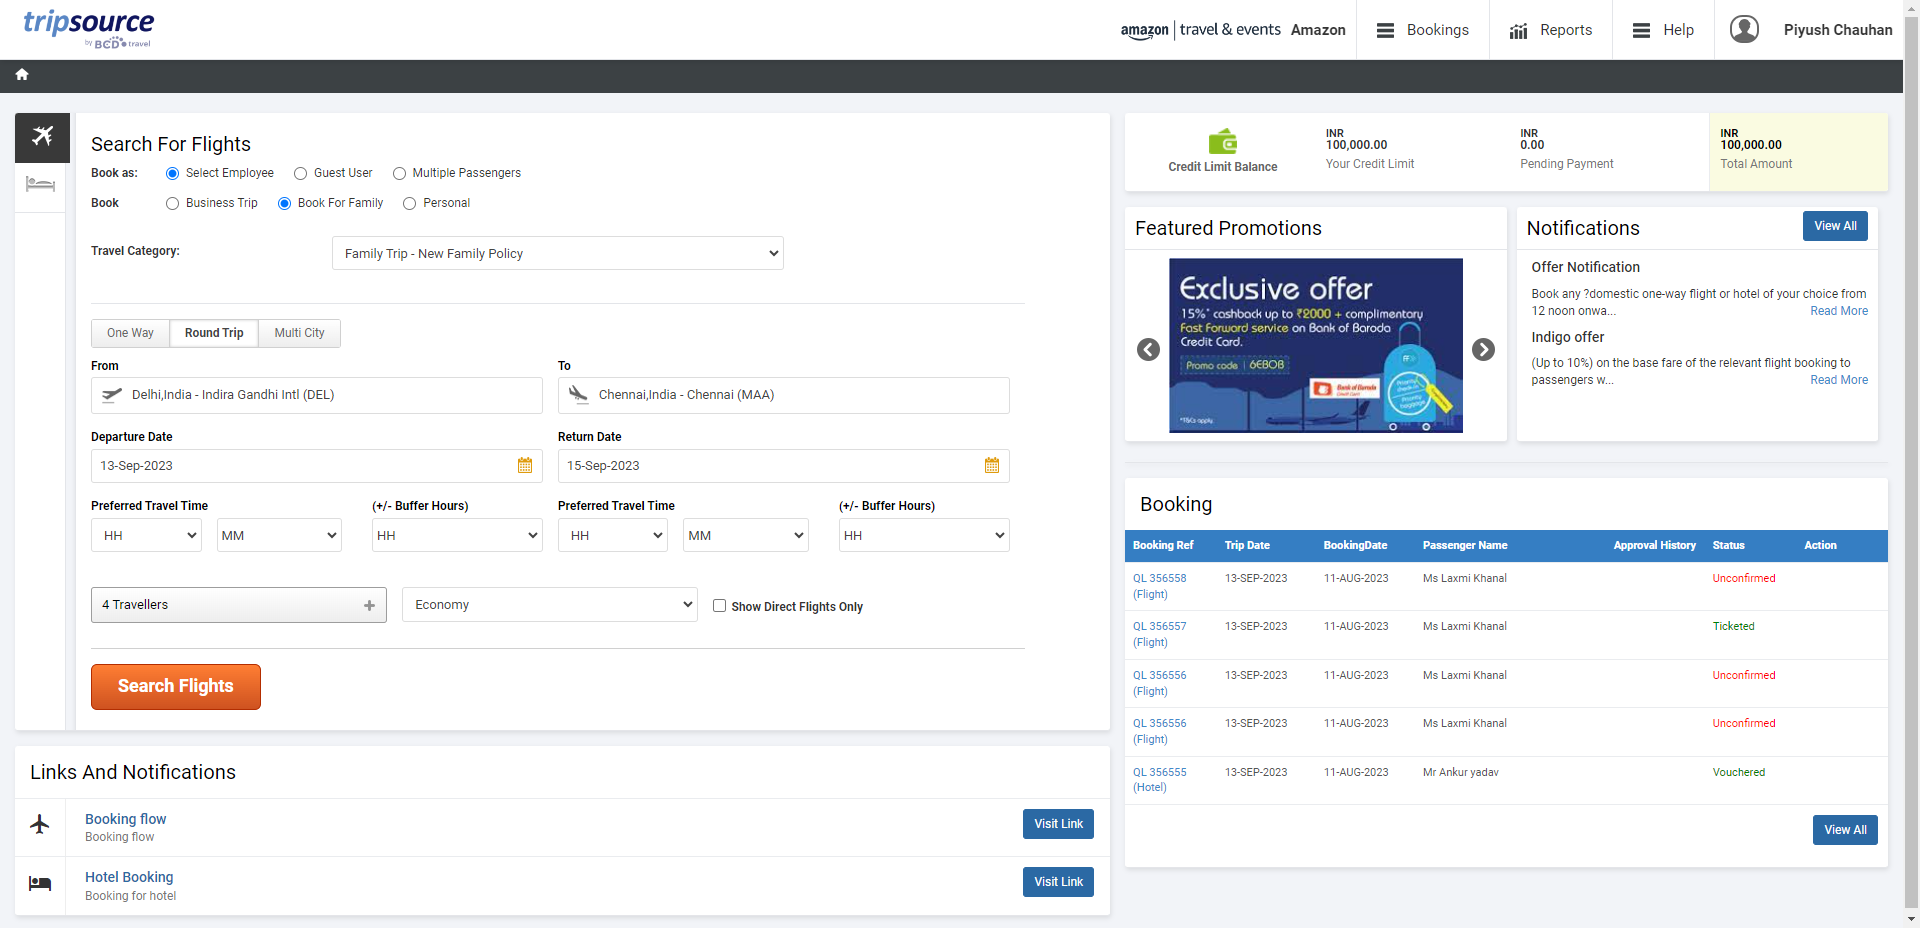 tripsource
by BCD travel
amazon | travel & events Amazon
Bookings
Reports
Help
Piyush Chauhan
Search For Flights
Book as:
Select Employee
Guest User
Multiple Passengers
Book
Business Trip
Book For Family
Personal
Travel Category:
Family Trip - New Family Policy
One Way
Round Trip
Multi City
From
To
Delhi,India - Indira Gandhi Intl (DEL)
Chennai,India - Chennai (MAA)
Departure Date
Return Date
13-Sep-2023
15-Sep-2023
Preferred Travel Time
(+/- Buffer Hours)
Preferred Travel Time
(+/- Buffer Hours)
HH
MM
HH
HH
MM
HH
4 Travellers
Economy
Show Direct Flights Only
Search Flights
Links And Notifications
Booking flow
Booking flow
Visit Link
Hotel Booking
Booking for hotel
Visit Link
Credit Limit Balance
INR
100,000.00
Your Credit Limit
INR
0.00
Pending Payment
INR
100,000.00
Total Amount
Featured Promotions
Exclusive offer
15%* cashback up to ₹2000 + complimentary
Fast Forward service on Bank of Baroda
Credit Card.
Promo code | 6EBOB
Bank of Baroda
Credit Card
Priority
Check-in
Priority
baggage
*T&Cs apply.
Notifications
View All
Offer Notification
Book any ?domestic one-way flight or hotel of your choice from
12 noon onwa...
Read More
Indigo offer
(Up to 10%) on the base fare of the relevant flight booking to
passengers w...
Read More
Booking
Booking Ref Trip Date BookingDate Passenger Name Approval History Status Action
QL 356558 13-SEP-2023 11-AUG-2023 Ms Laxmi Khanal Unconfirmed
(Flight)
QL 356557 13-SEP-2023 11-AUG-2023 Ms Laxmi Khanal Ticketed
(Flight)
QL 356556 13-SEP-2023 11-AUG-2023 Ms Laxmi Khanal Unconfirmed
(Flight)
QL 356556 13-SEP-2023 11-AUG-2023 Ms Laxmi Khanal Unconfirmed
(Flight)
QL 356555 13-SEP-2023 11-AUG-2023 Mr Ankur yadav Vouchered
(Hotel)
View All